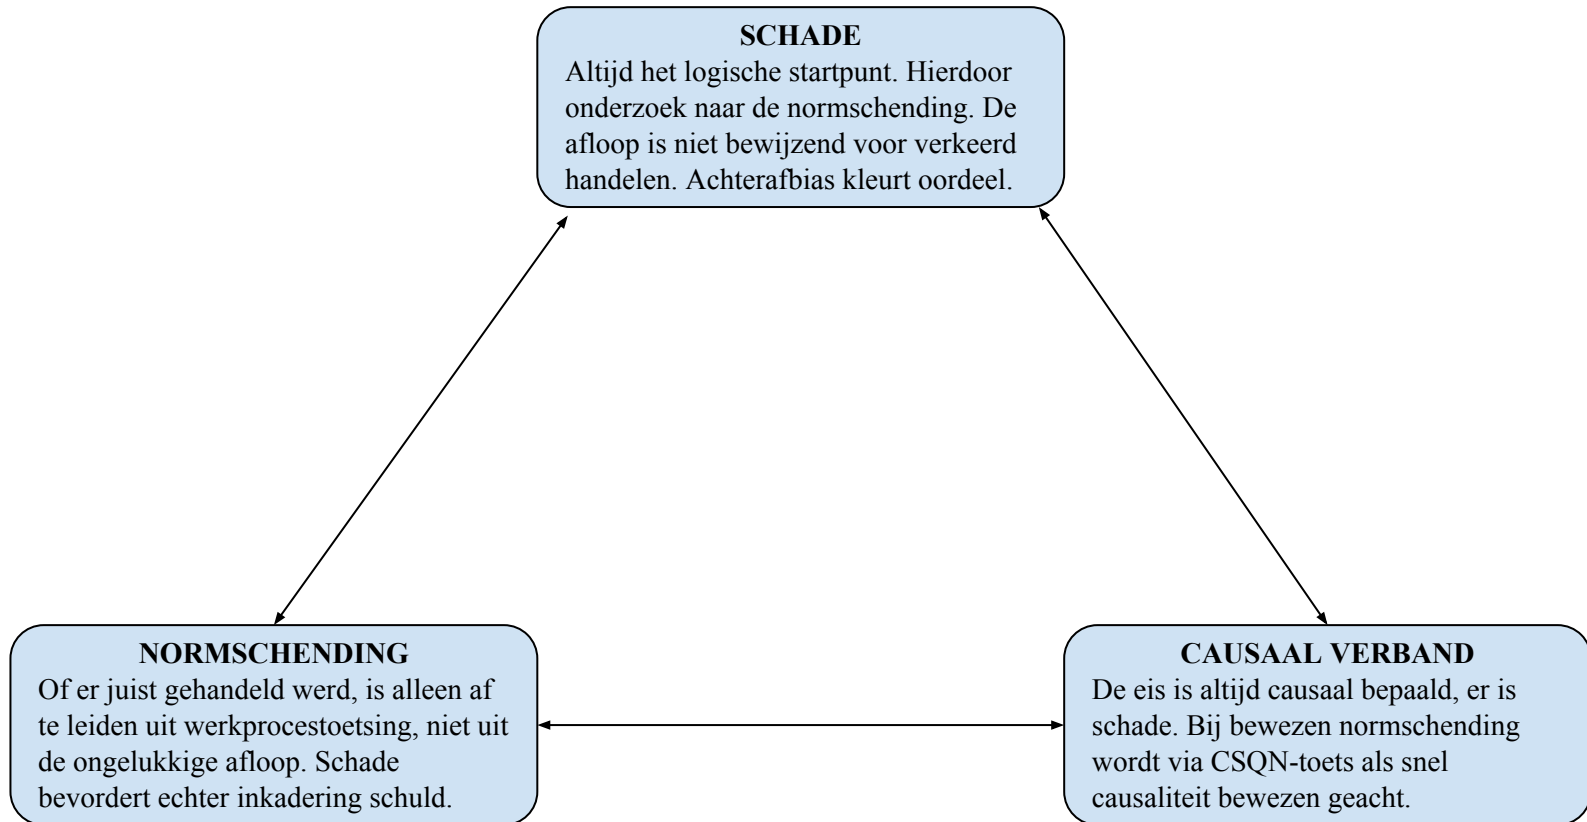 SCHADE
Altijd het logische startpunt. Hierdoor
onderzoek naar de normschending. De
afloop is niet bewijzend voor verkeerd
handelen. Achterafbias kleurt oordeel.
NORMSCHENDING
Of er juist gehandeld werd, is alleen af
te leiden uit werkprocestoetsing, niet uit
de ongelukkige afloop. Schade
bevordert echter inkadering schuld.
CAUSAAL VERBAND
De eis is altijd causaal bepaald, er is
schade. Bij bewezen normschending
wordt via CSQN-toets als snel
causaliteit bewezen geacht.